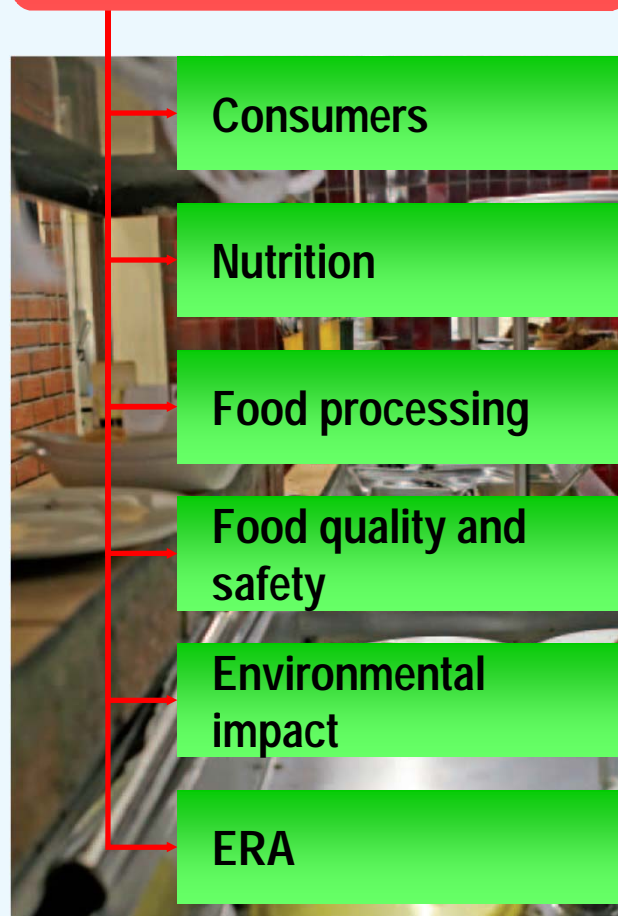 Consumers
Nutrition
Food processing
Food quality and
safety
Environmental
impact
ERA